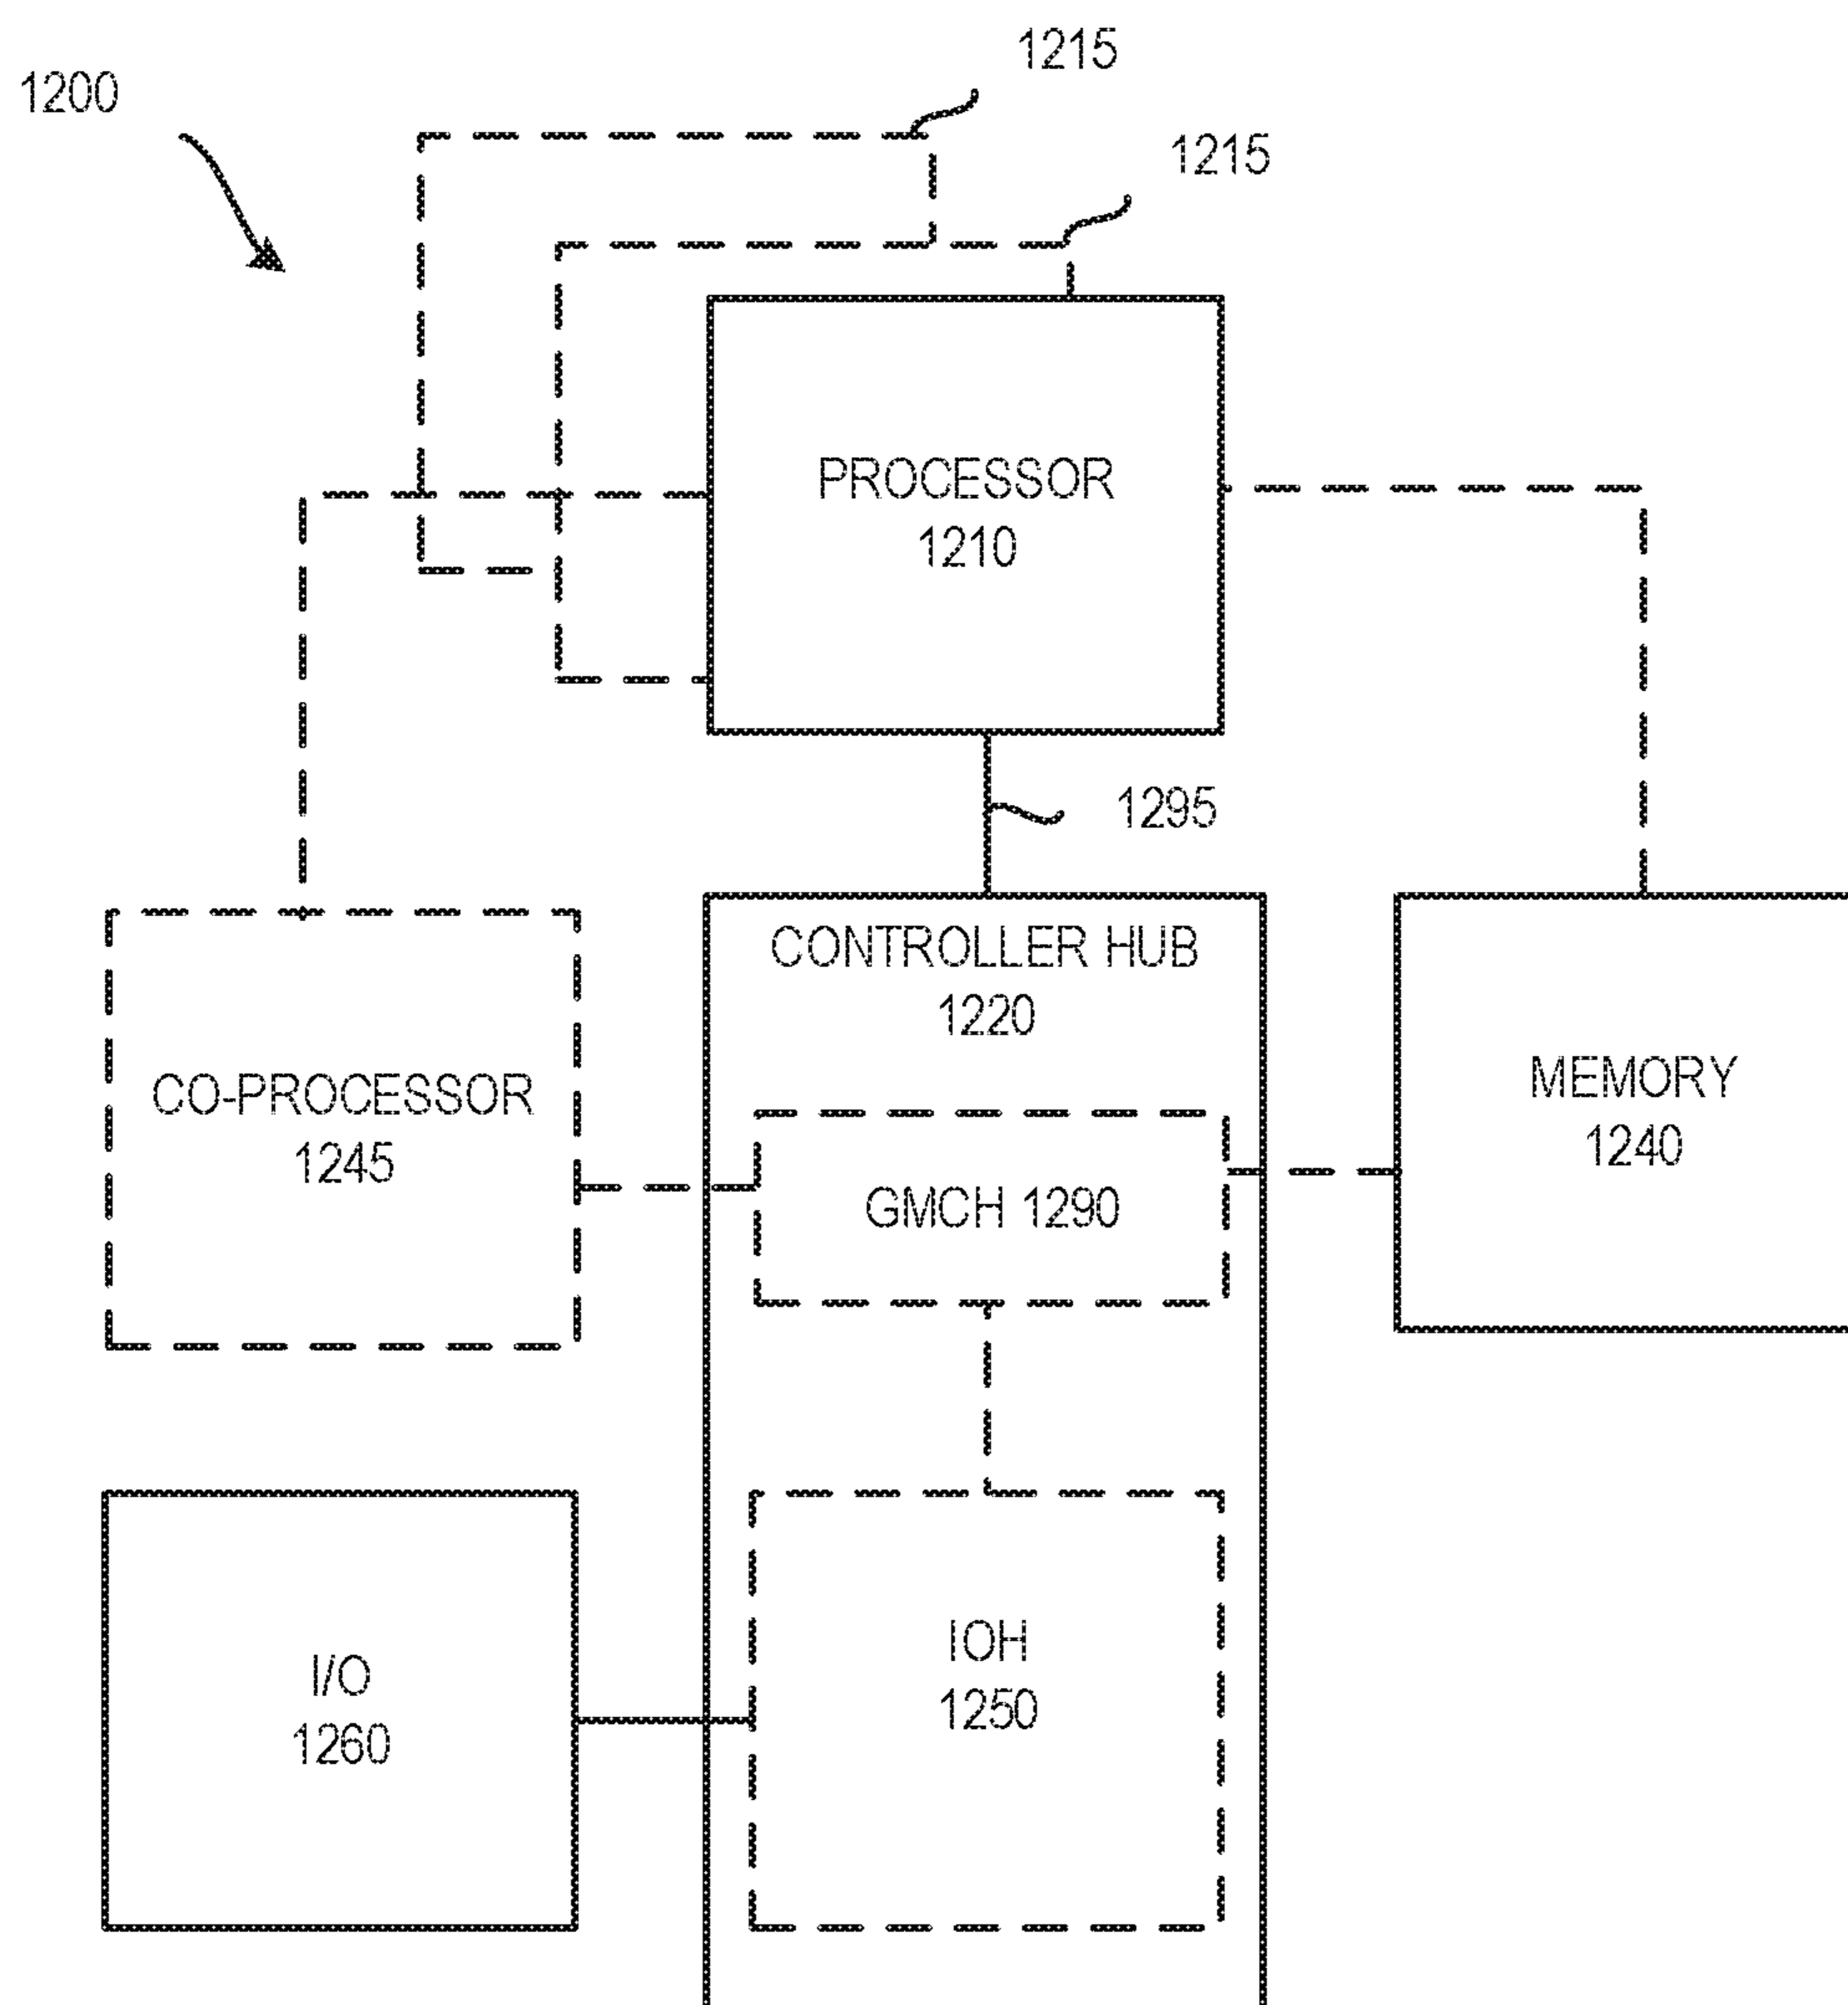 1215
1200
1215
PROCESSOR
1210
1295
CONTROLLER HUB
1220
CO-PROCESSOR
1245
MEMORY
1240
GMCH 1290
I/O
1260
IOH
1250